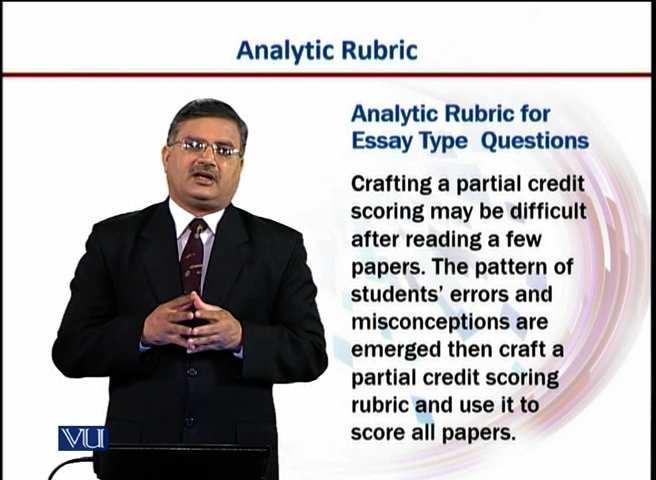 Analytic Rubric
Analytic Rubric for
Essay Type Questions
Crafting a partial credit
scoring may be difficult
after reading a few
papers. The pattern of
students’ errors and
misconceptions are
emerged then craft a
partial credit scoring
rubric and use it to
score all papers.
VU